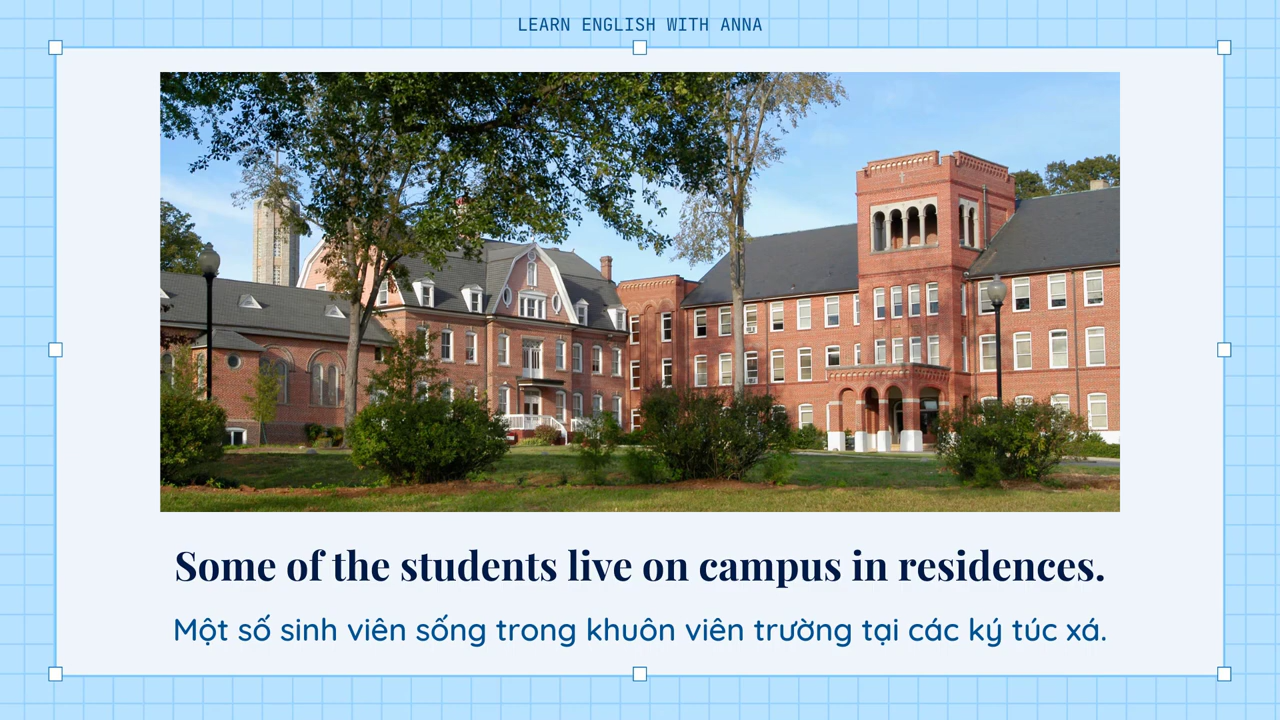 LEARN ENGLISH WITH ANNA
Some of the students live on campus in residences.
Một số sinh viên sống trong khuôn viên trường tại các ký túc xá.